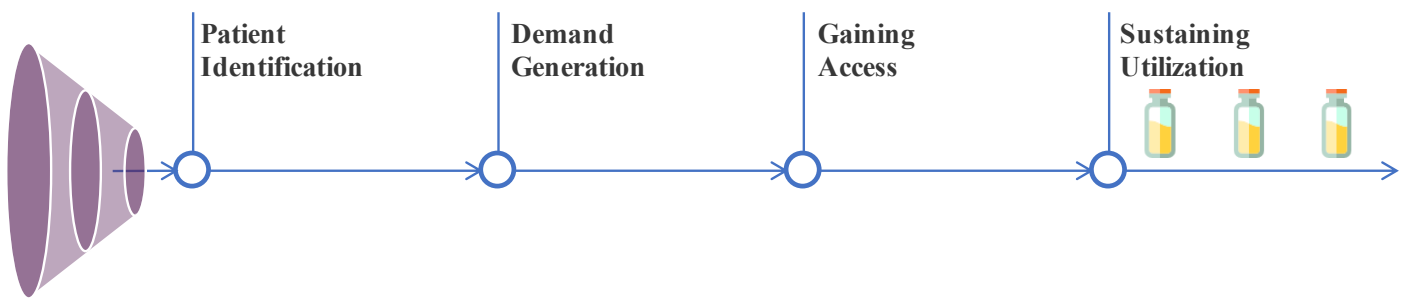 Patient
Identification
Demand
Generation
Gaining
Access
Sustaining
Utilization